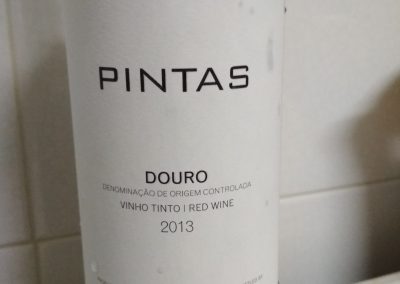 PINTAS
DOURO
DENOMINAÇÃO DE ORIGEM CONTROLADA
VINHO TINTO | RED WINE
2013